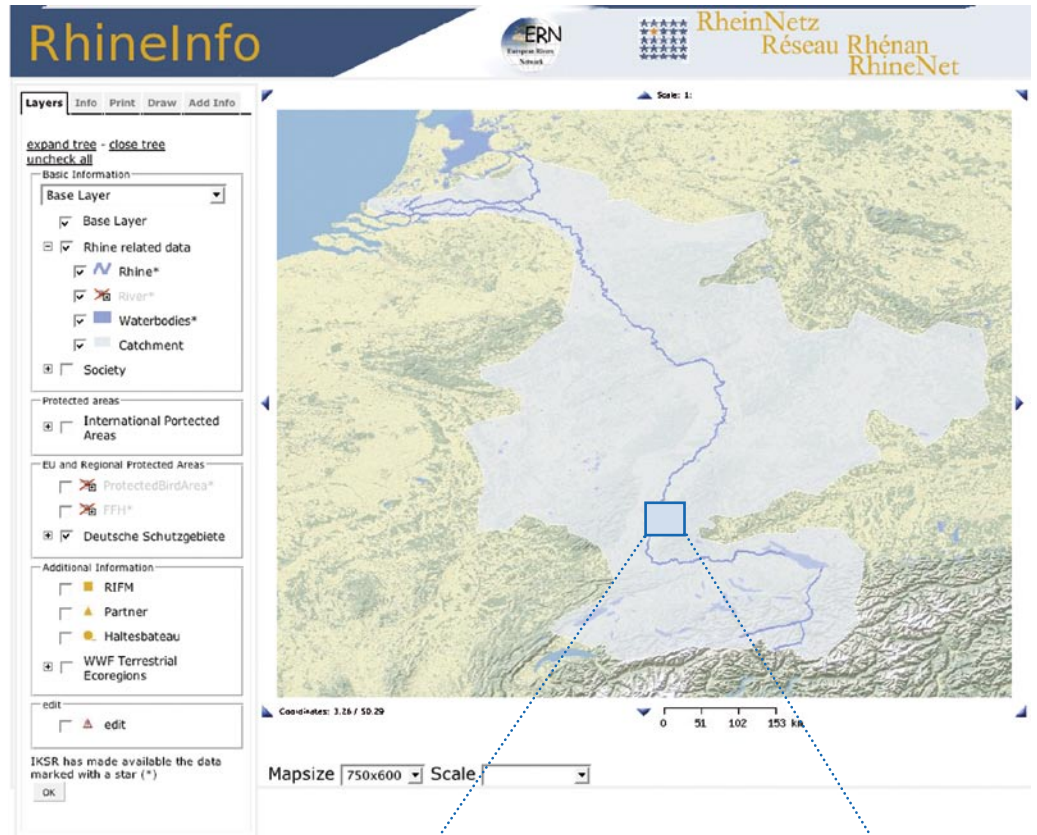 RhineInfo
ERN
European Rivers
Network
RheinNetz
Réseau Rhénan
RhineNet
Layers Info Print Draw Add Info
expand tree - close tree
uncheck all
Basic Information
Base Layer
Base Layer
Rhine related data
Rhine*
River*
Waterbodies*
Catchment
Society
Protected areas
International Portected
Areas
EU and Regional Protected Areas
ProtectedBirdArea*
FFH*
Deutsche Schutzgebiete
Additional Information
RIFM
Partner
Haltesbateau
WWF Terrestrial
Ecoregions
edit
edit
IKSR has made available the data
marked with a star (*)
OK
Scale: 1:
Coordinates: 3.26 / 50.29
0 51 102 153 km
Mapsize 750x600 Scale